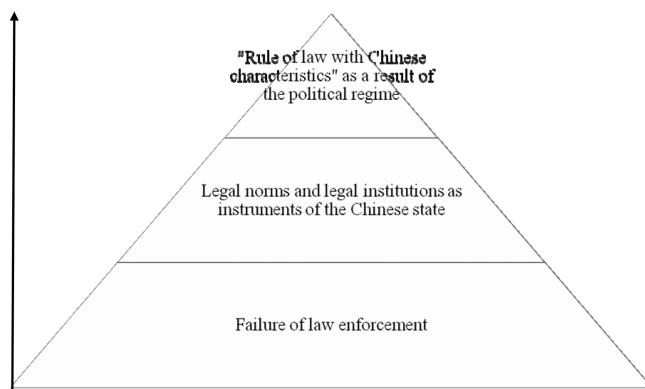 "Rule of law with Chinese
characteristics" as a result of
the political regime
Legal norms and legal institutions as
instruments of the Chinese state
Failure of law enforcement